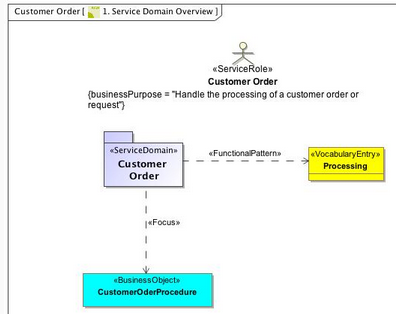 Customer Order [ 1. Service Domain Overview ]
«ServiceRole»
Customer Order
{businessPurpose = "Handle the processing of a customer order or
request"}
«ServiceDomain»
Customer
Order
«FunctionalPattern»
«VocabularyEntry»
Processing
«Focus»
«BusinessObject»
CustomerOderProcedure